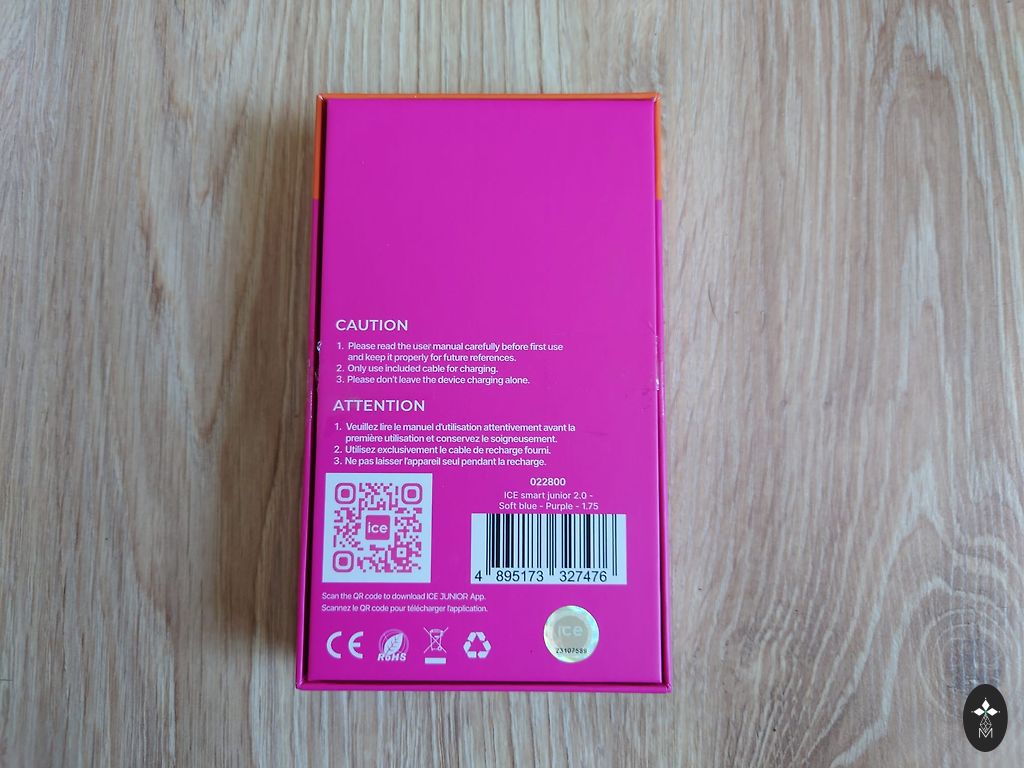 CAUTION
1. Please read the user manual carefully before first use
and keep it properly for future references.
2. Only use included cable for charging.
3. Please don't leave the device charging alone.
ATTENTION
1. Veuillez lire le manuel d'utilisation attentivement avant la
première utilisation et conservez le soigneusement.
2. Utilisez exclusivement le cable de recharge fourni.
3. Ne pas laisser l'appareil seul pendant la recharge.
022800
ICE smart junior 2.0 -
Soft blue - Purple - 1.75
ice
4 895173 327476
Scan the QR code to download ICE JUNIOR App.
Scannez le QR code pour télécharger l'application.
CE
RoHS
ice
23107589
M